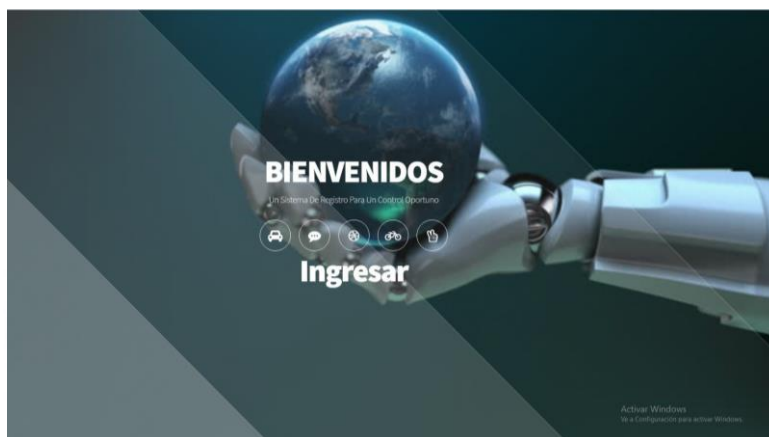 BIENVENIDOS
Un Sistema De Registro Para Un Control Oportuno
Ingresar
Activar Windows
Ve a Configuración para activar Windows.